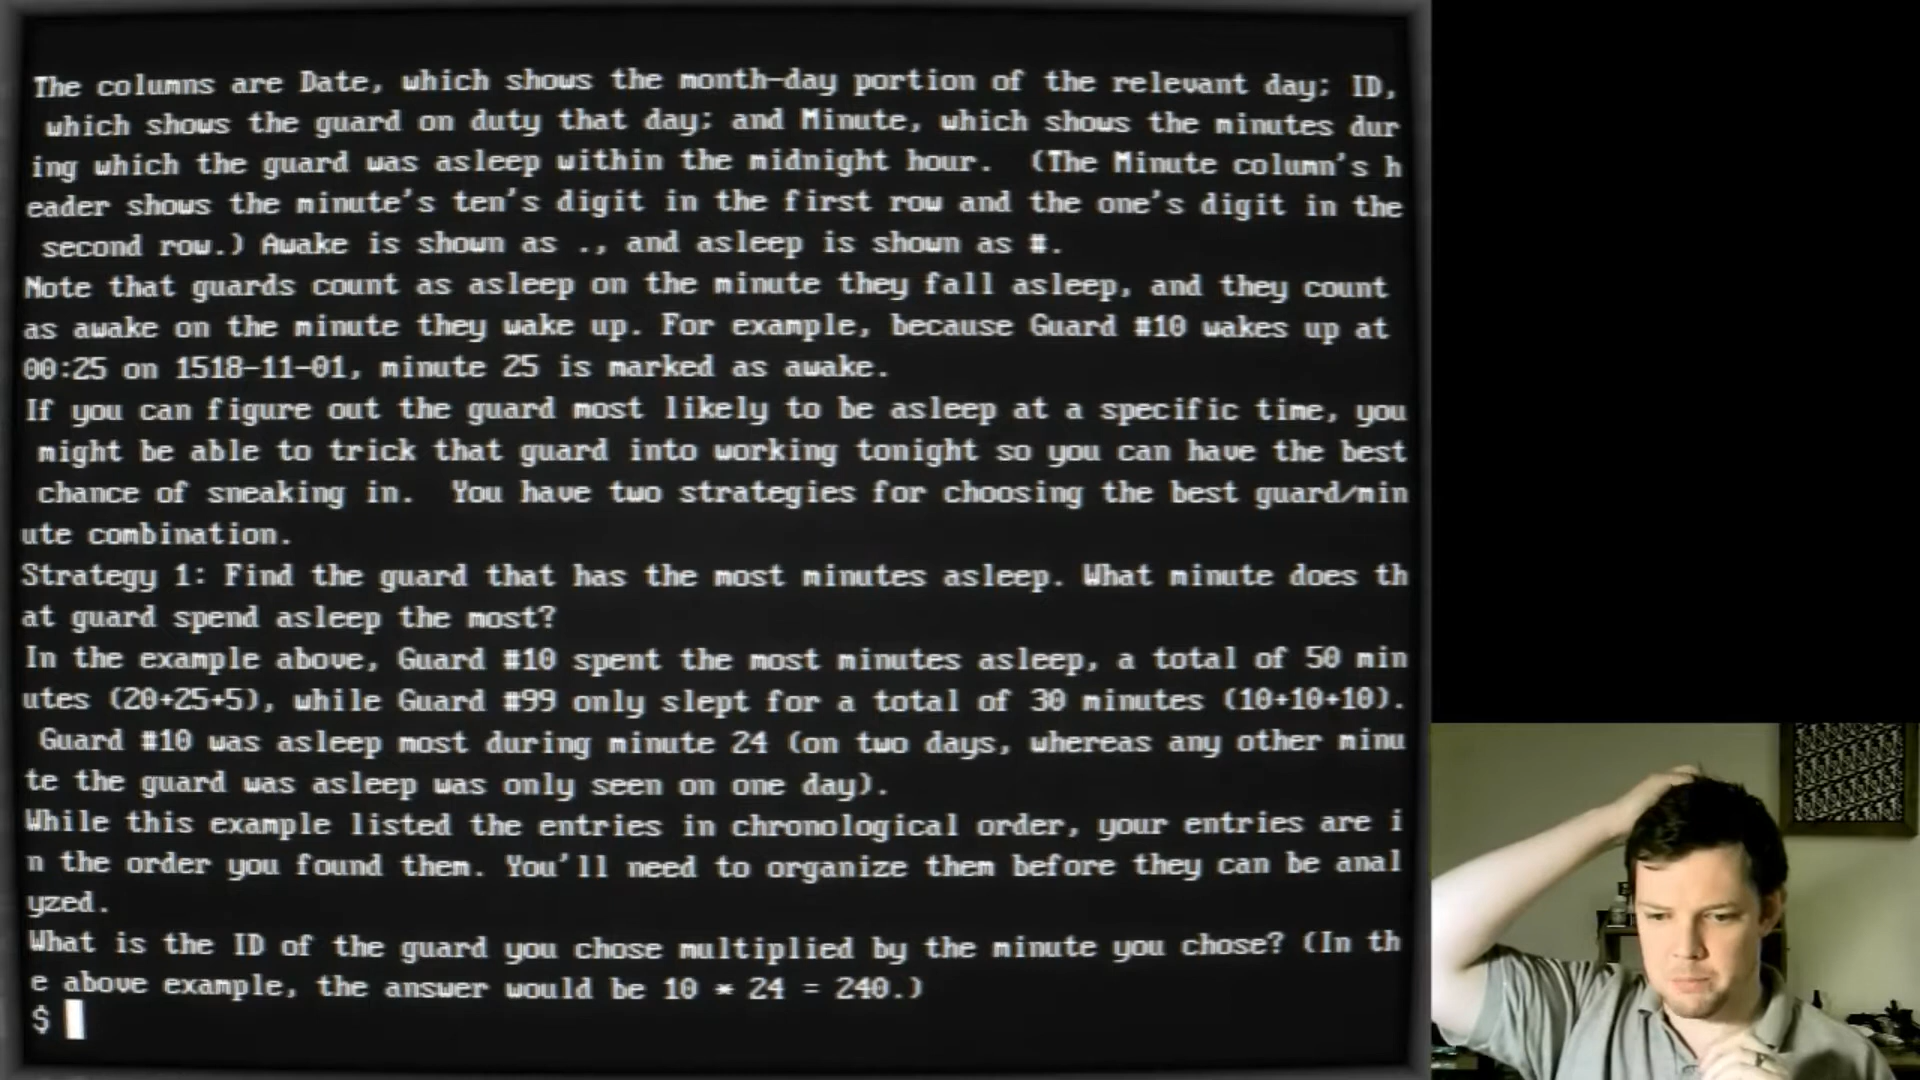 The columns are Date, which shows the month-day portion of the relevant day; ID,
which shows the guard on duty that day; and Minute, which shows the minutes dur
ing which the guard was asleep within the midnight hour.  (The Minute column's h
eader shows the minute's ten's digit in the first row and the one's digit in the
second row.) Awake is shown as ., and asleep is shown as #.
Note that guards count as asleep on the minute they fall asleep, and they count
as awake on the minute they wake up. For example, because Guard #10 wakes up at
00:25 on 1518-11-01, minute 25 is marked as awake.
If you can figure out the guard most likely to be asleep at a specific time, you
might be able to trick that guard into working tonight so you can have the best
chance of sneaking in.  You have two strategies for choosing the best guard/min
ute combination.
Strategy 1: Find the guard that has the most minutes asleep. What minute does th
at guard spend asleep the most?
In the example above, Guard #10 spent the most minutes asleep, a total of 50 min
utes (20+25+5), while Guard #99 only slept for a total of 30 minutes (10+10+10).
Guard #10 was asleep most during minute 24 (on two days, whereas any other minu
te the guard was asleep was only seen on one day).
While this example listed the entries in chronological order, your entries are i
n the order you found them. You'll need to organize them before they can be anal
yzed.
What is the ID of the guard you chose multiplied by the minute you chose? (In th
e above example, the answer would be 10 * 24 = 240.)
$